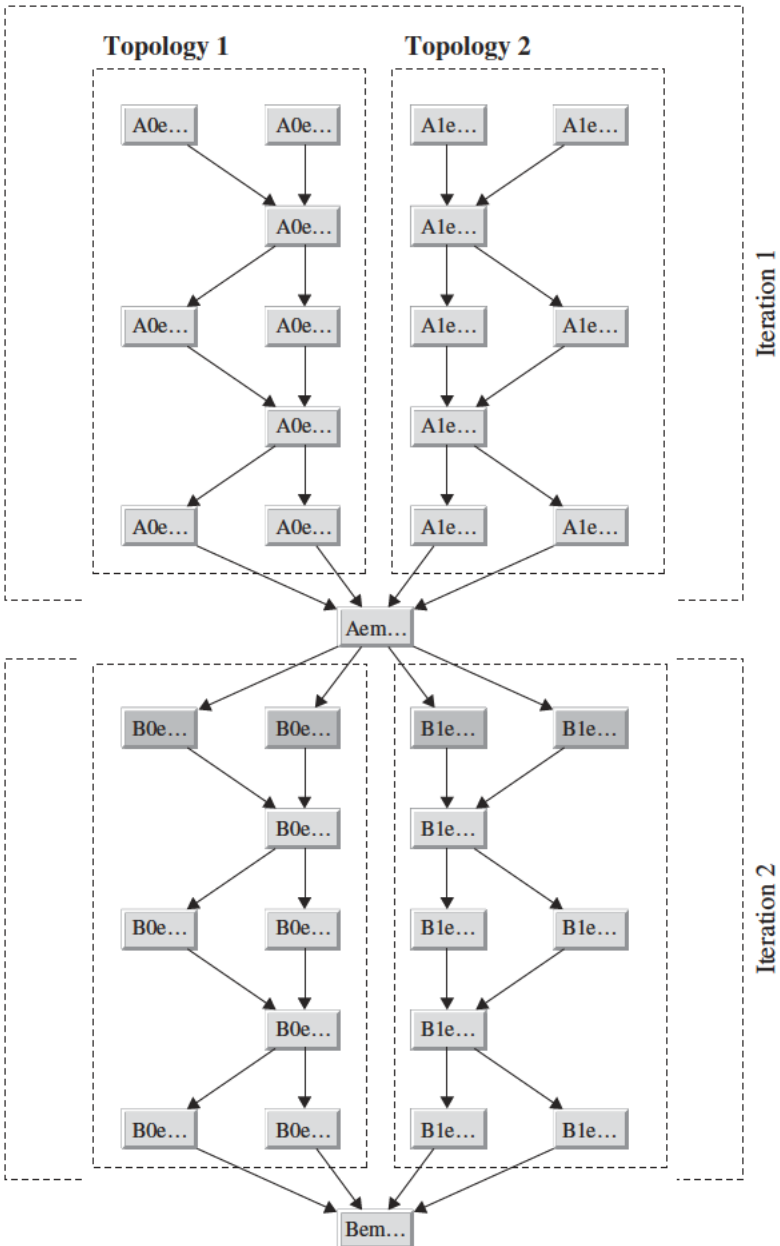 Topology 1 Topology 2
A0e… A0e… A1e… A1e…
A0e… A1e…
A0e… A0e… A1e… A1e…
A0e… A1e…
A0e… A0e… A1e… A1e…
Iteration 1
Aem…
B0e… B0e… B1e… B1e…
B0e… B1e…
B0e… B0e… B1e… B1e…
B0e… B1e…
B0e… B0e… B1e… B1e…
Iteration 2
Bem…